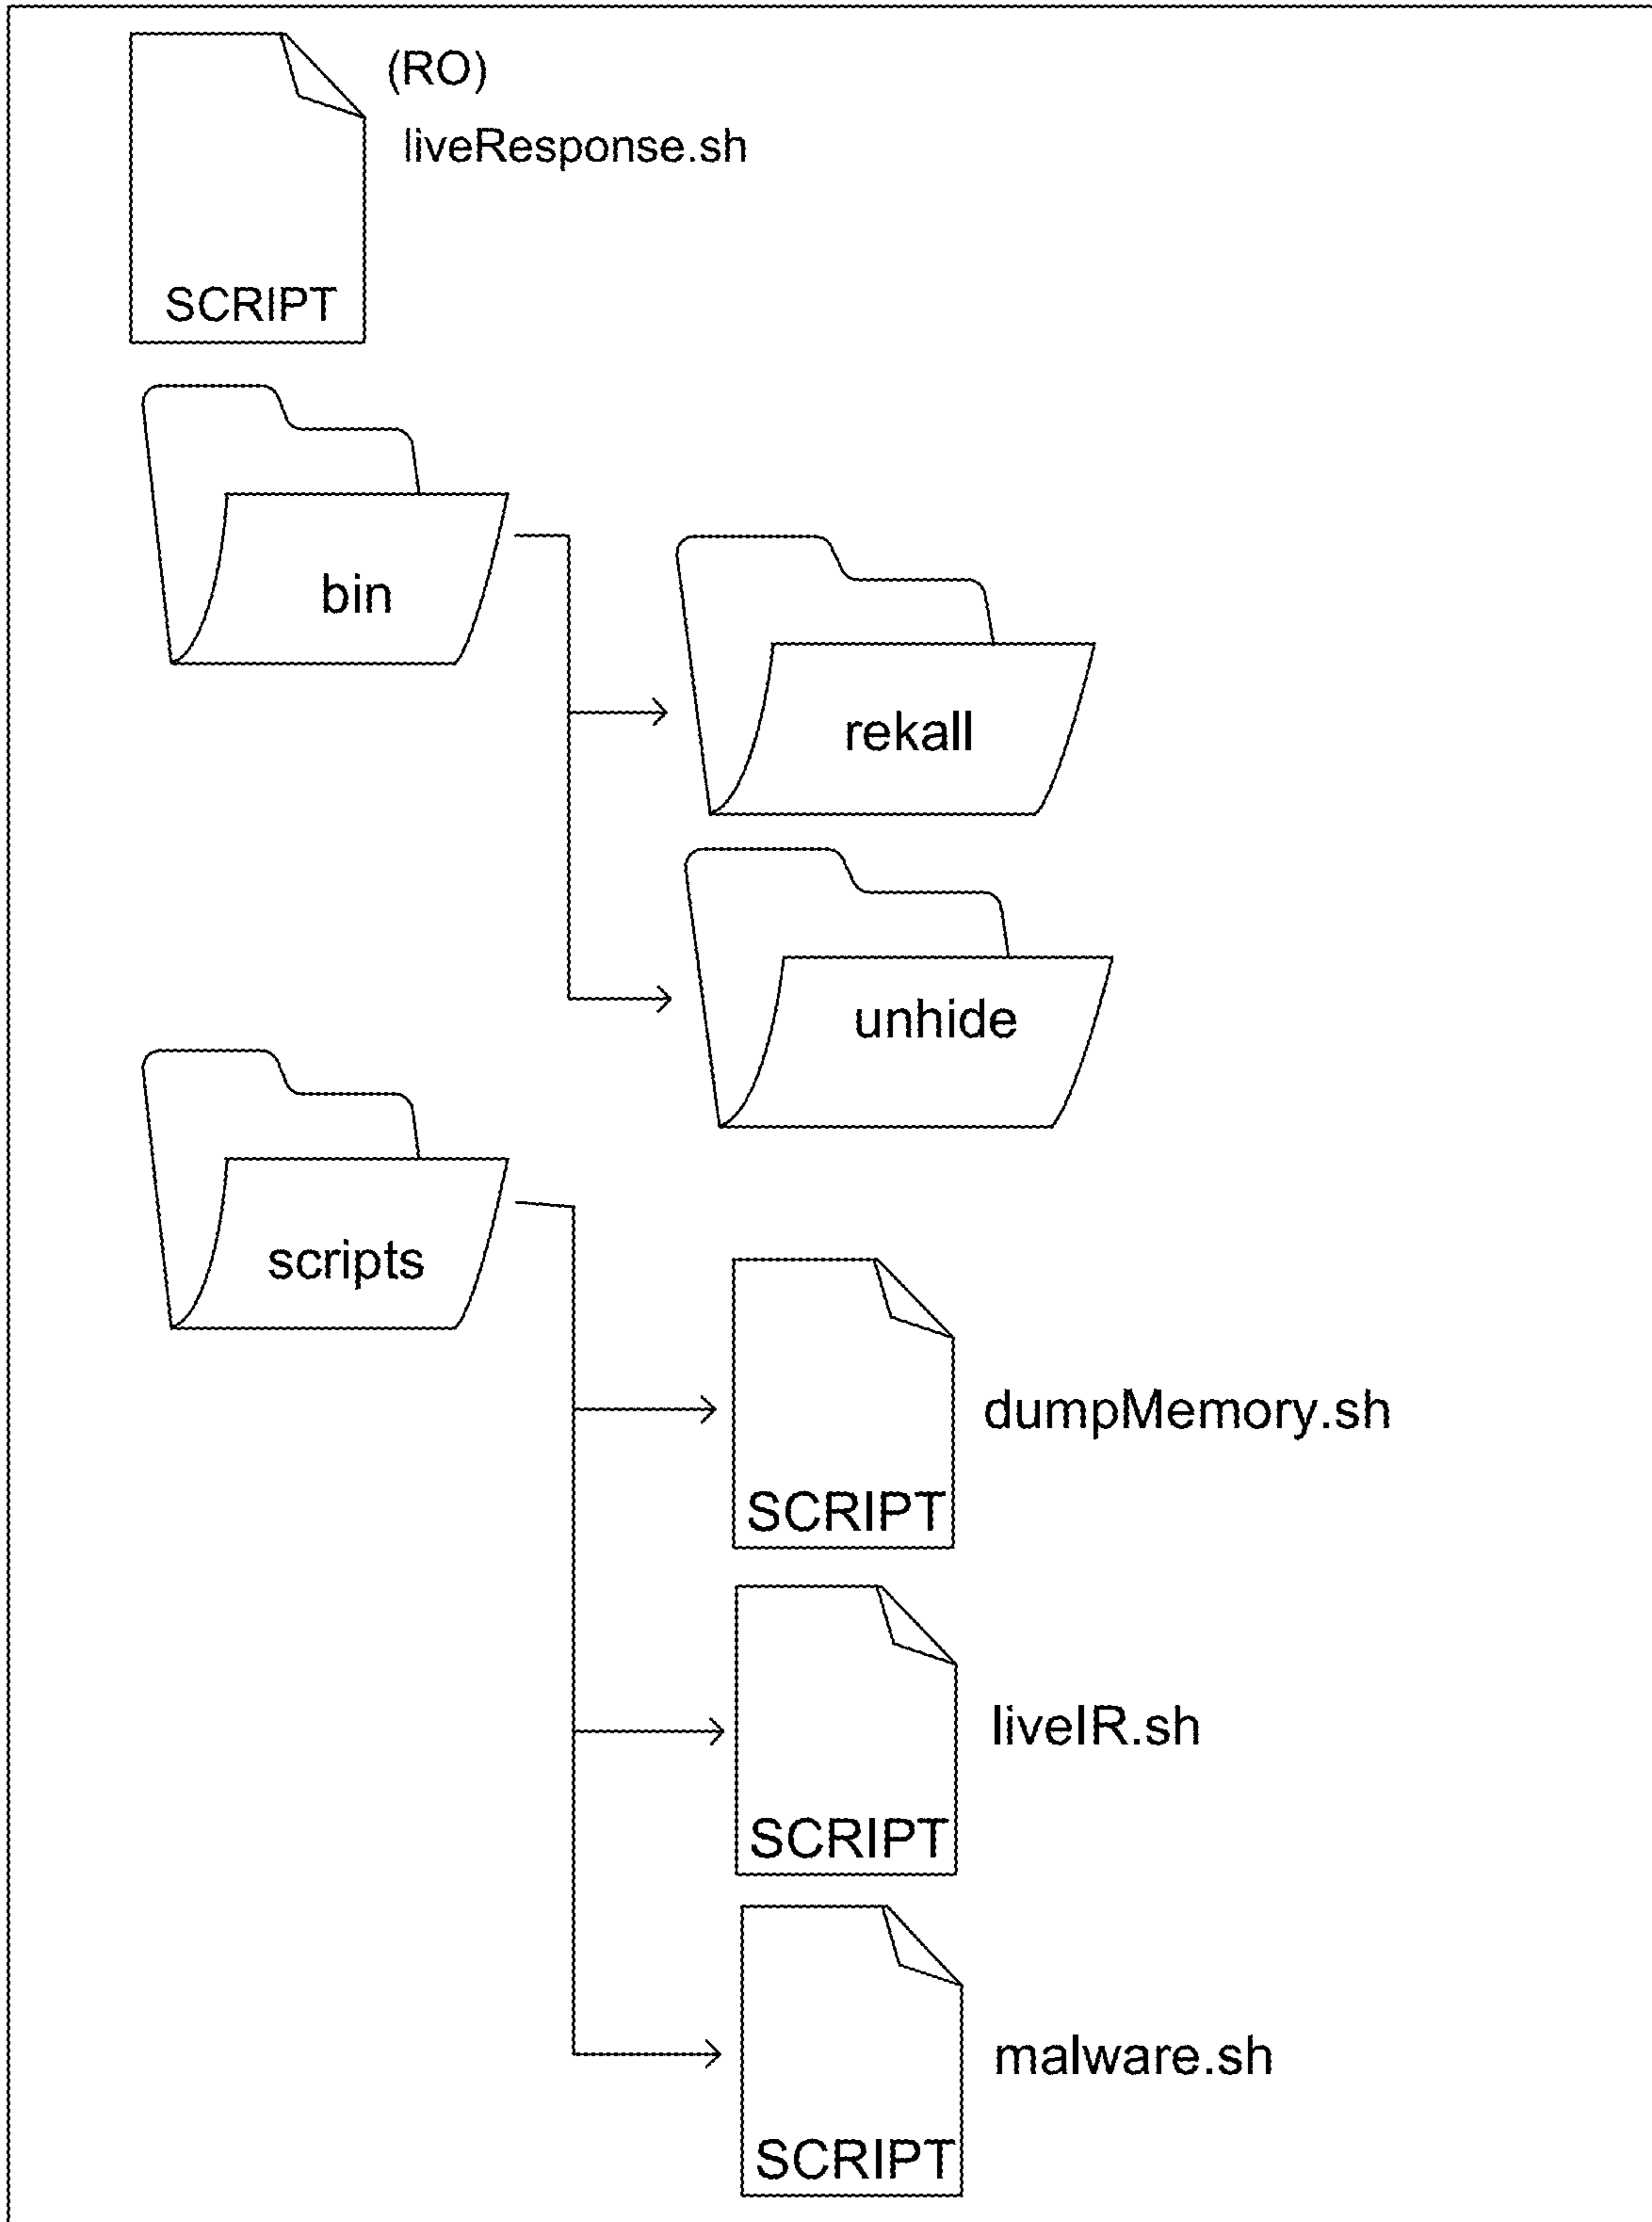 (RO)
liveResponse.sh
SCRIPT
bin
rekall
unhide
scripts
dumpMemory.sh
SCRIPT
liveIR.sh
SCRIPT
malware.sh
SCRIPT